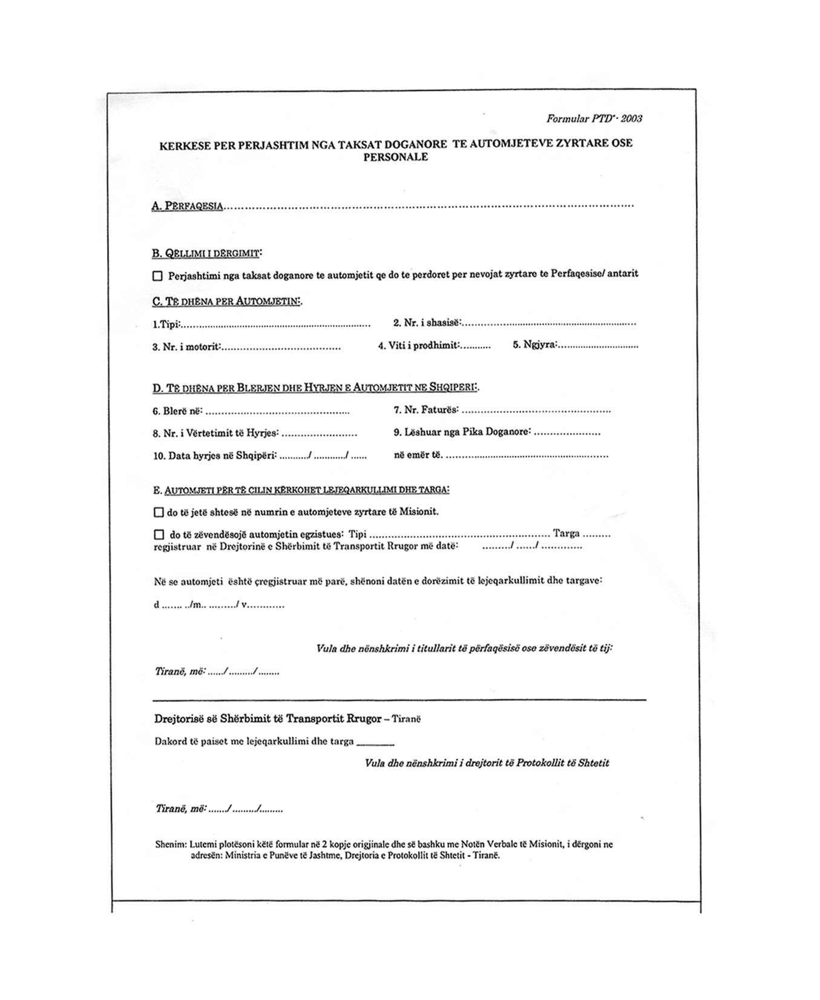 Formular PTD - 2003
KERKESE PER PERJASHTIM NGA TAKSAT DOGANORE TE AUTOMJETEVE ZYRTARE OSE
PERSONALE
A. PËRFAQESIA..........................................................................................
B. QËLLIMI I DËRGIMIT:
☐ Perjashtimi nga taksat doganore te automjetit qe do te perdoret per nevojat zyrtare te Perfaqesise/ antarit
C. TË DHËNA PER AUTOMJETIN:.
1.Tipi:............................................................ 2. Nr. i shasisë:.......................................................
3. Nr. i motorit:...................................... 4. Viti i prodhimit:.......... 5. Ngjyra:..........................
D. TË DHËNA PER BLERJEN DHE HYRJEN E AUTOMJETIT NE SHQIPERI:.
6. Blerë në: .............................................. 7. Nr. Faturës: ...............................................
8. Nr. i Vërtetimit të Hyrjes: ........................ 9. Lëshuar nga Pika Doganore: .....................
10. Data hyrjes në Shqipëri: ........../ .........../ ...... në emër të. ....................................................
E. AUTOMJETI PËR TË CILIN KËRKOHET LEJEQARKULLIMI DHE TARGA:
☐ do të jetë shtesë në numrin e automjeteve zyrtare të Misionit.
☐ do të zëvendësojë automjetin egzistues: Tipi ......................................................... Targa .........
regjistruar në Drejtorinë e Shërbimit të Transportit Rrugor më datë: ........./ ....../ .............
Në se automjeti është çregjistruar më parë, shënoni datën e dorëzimit të lejeqarkullimit dhe targave:
d ....... ../m.. ........./ v............
Vula dhe nënshkrimi i titullarit të përfaqësisë ose zëvendësit të tij:
Tiranë, më: ....../ ........./ ........
Drejtorisë së Shërbimit të Transportit Rrugor – Tiranë
Dakord të paiset me lejeqarkullimi dhe targa _______
Vula dhe nënshkrimi i drejtorit të Protokollit të Shtetit
Tiranë, më: ......./ ........./.........
Shenim: Lutemi plotësoni këtë formular në 2 kopje origjinale dhe së bashku me Notën Verbale të Misionit, i dërgoni ne
adresën: Ministria e Punëve të Jashtme, Drejtoria e Protokollit të Shtetit - Tiranë.